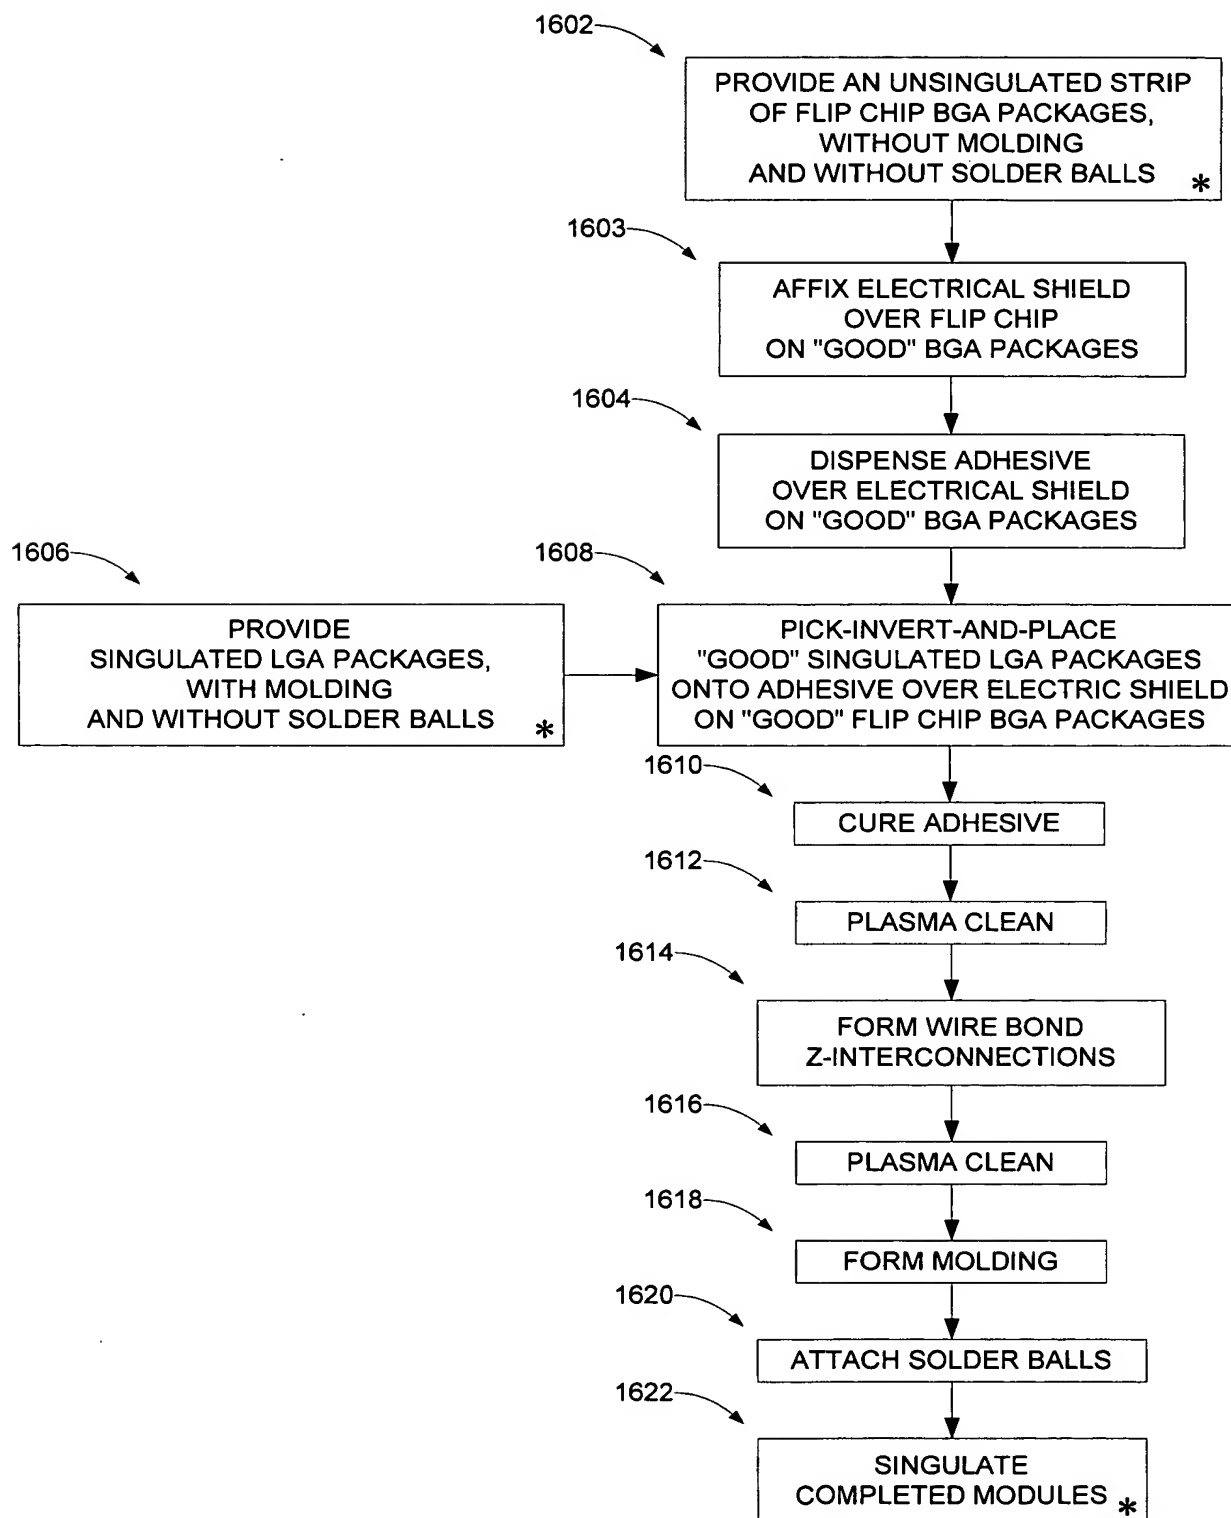 1602
PROVIDE AN UNSINGULATED STRIP
OF FLIP CHIP BGA PACKAGES,
WITHOUT MOLDING
AND WITHOUT SOLDER BALLS *
1603
AFFIX ELECTRICAL SHIELD
OVER FLIP CHIP
ON "GOOD" BGA PACKAGES
1604
DISPENSE ADHESIVE
OVER ELECTRICAL SHIELD
ON "GOOD" BGA PACKAGES
1606
PROVIDE
SINGULATED LGA PACKAGES,
WITH MOLDING
AND WITHOUT SOLDER BALLS *
1608
PICK-INVERT-AND-PLACE
"GOOD" SINGULATED LGA PACKAGES
ONTO ADHESIVE OVER ELECTRIC SHIELD
ON "GOOD" FLIP CHIP BGA PACKAGES
1610
CURE ADHESIVE
1612
PLASMA CLEAN
1614
FORM WIRE BOND
Z-INTERCONNECTIONS
1616
PLASMA CLEAN
1618
FORM MOLDING
1620
ATTACH SOLDER BALLS
1622
SINGULATE
COMPLETED MODULES *